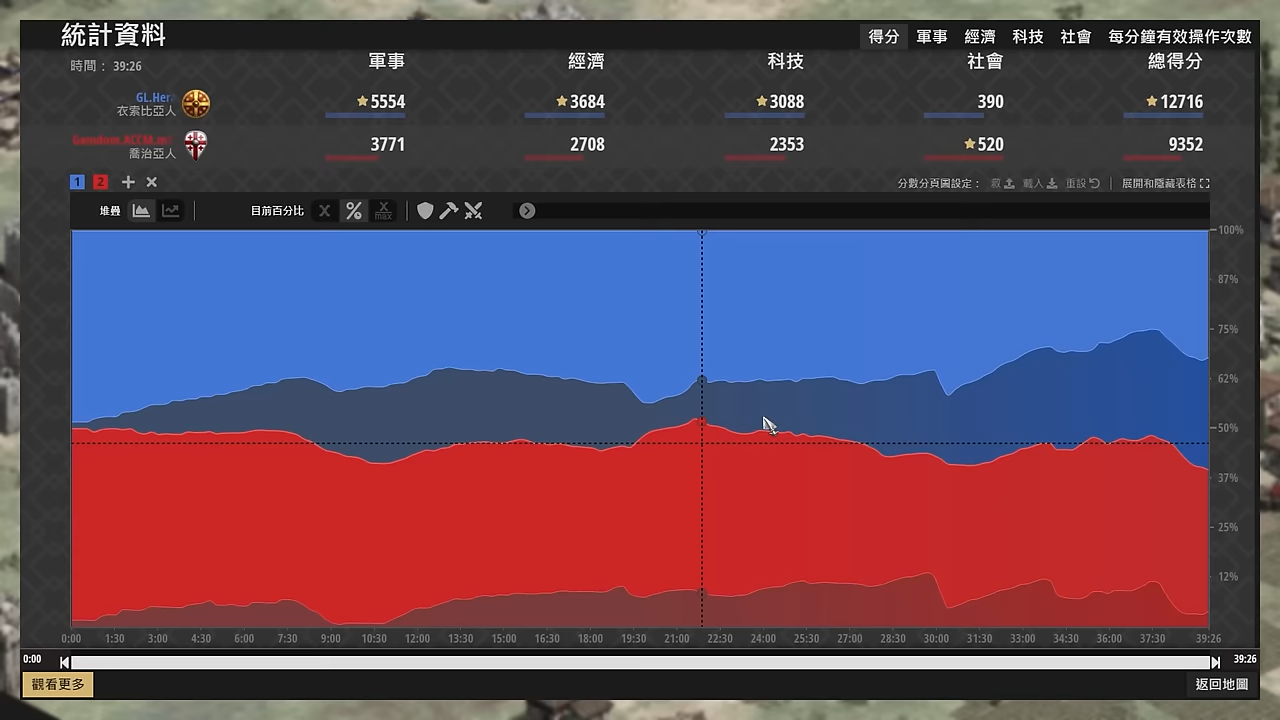 統計資料
得分 軍事 經濟 科技 社會 每分鐘有效操作次數
時間： 39:26 軍事 經濟 科技 社會 總得分
GL.Her
衣索比亞人 5554 3684 3088 390 12716
喬治亞人 3771 2708 2353 520 9352
1 2
分數分頁圖設定： 載入 重設 展開和隱藏表格
堆疊 目前百分比 X % X max
100%
87%
75%
62%
50%
37%
25%
12%
0:00 1:30 3:00 4:30 6:00 7:30 9:00 10:30 12:00 13:30 15:00 16:30 18:00 19:30 21:00 22:30 24:00 25:30 27:00 28:30 30:00 31:30 33:00 34:30 36:00 37:30 39:26
0:00 39:26
觀看更多 返回地圖